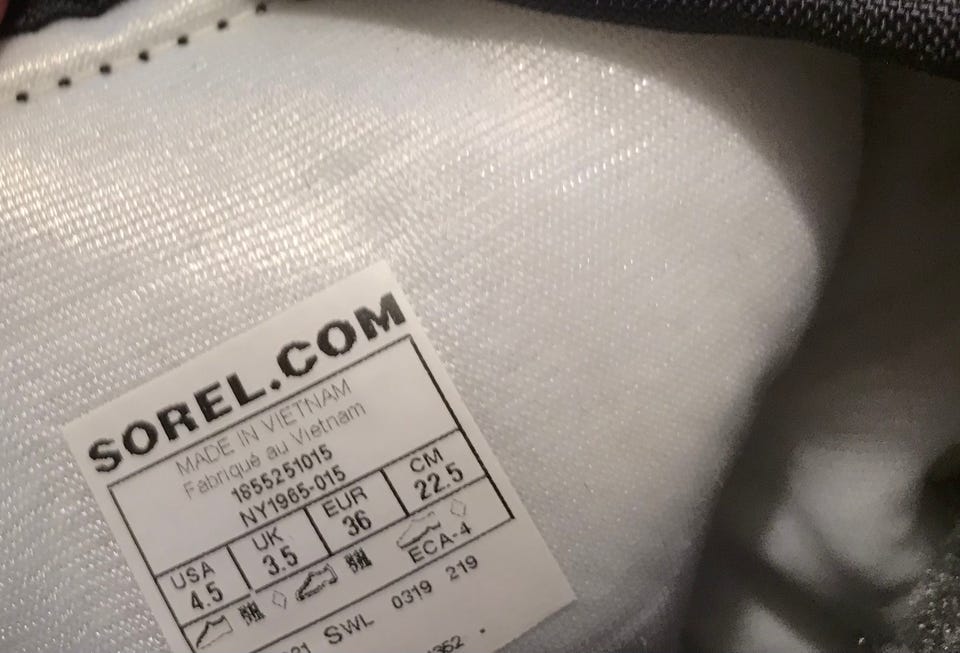 SOREL.COM
MADE IN VIETNAM
Fabriqué au Vietnam
1855251015
NY1965-015
USA UK EUR CM
4.5 3.5 36 22.5
ECA-4
SWL 0319 219